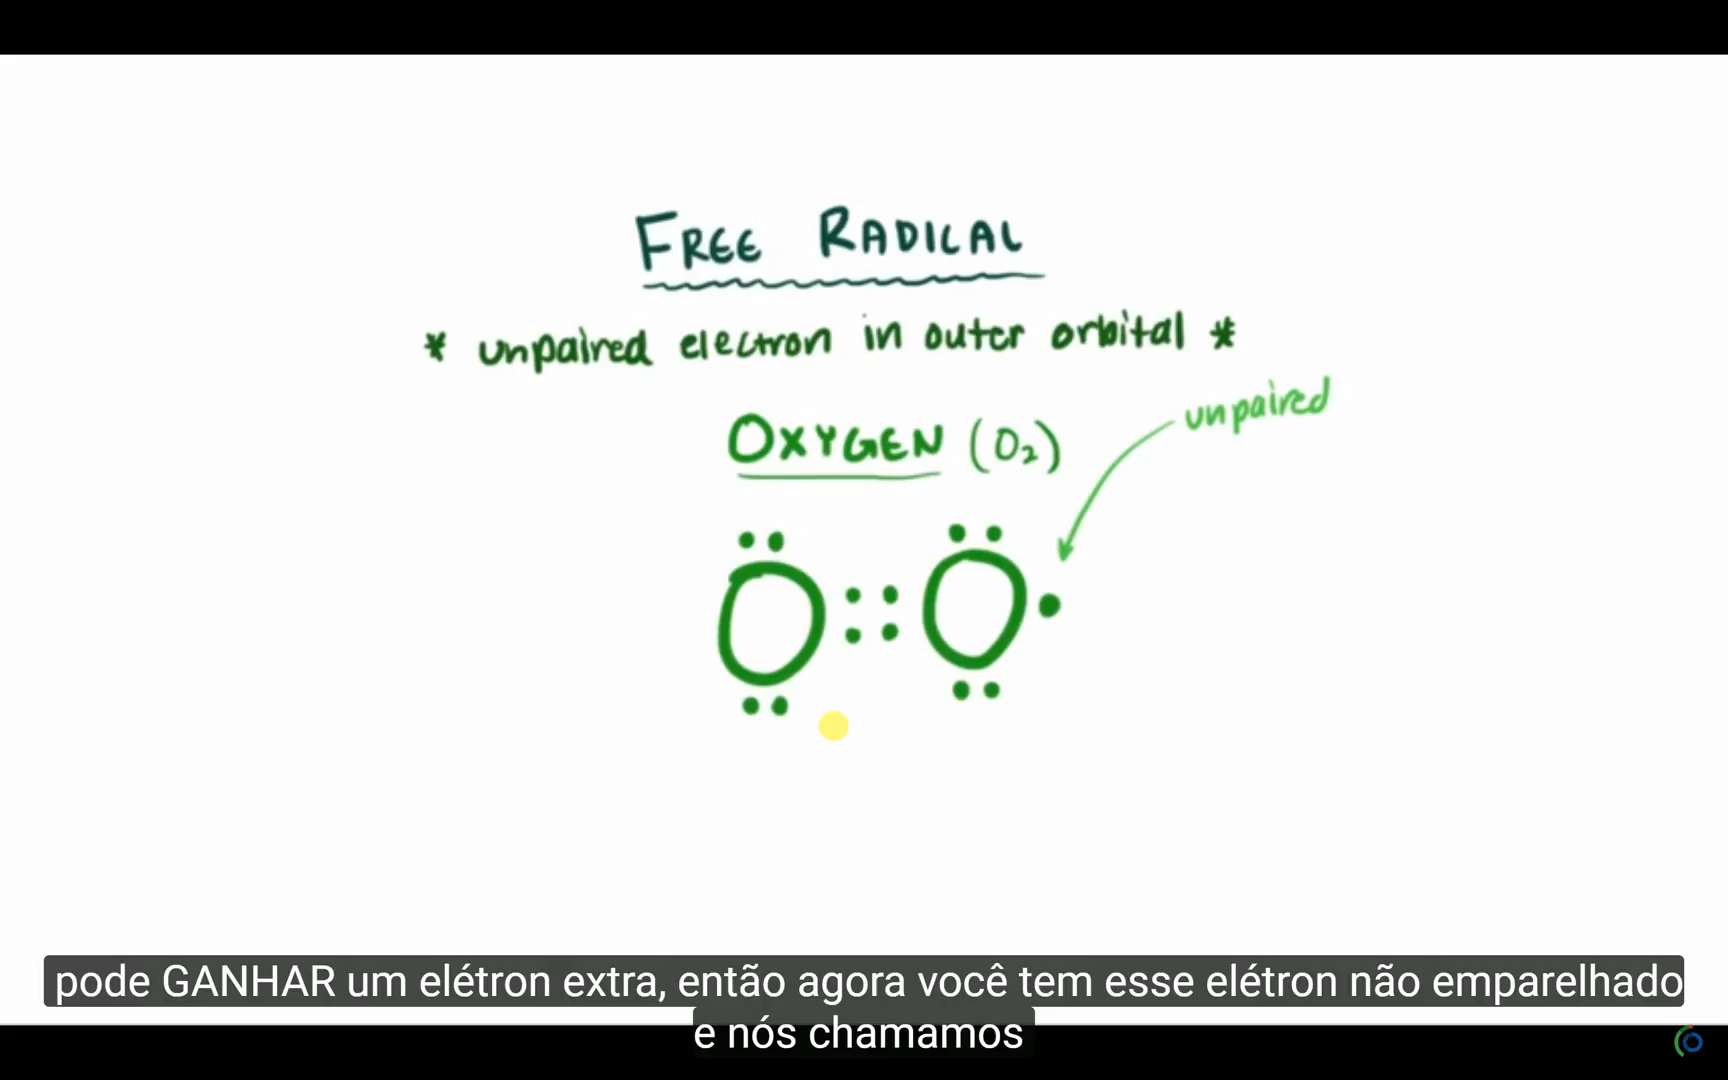 FREE RADICAL
* unpaired electron in outer orbital *
unpaired
OXYGEN (O₂)
O :: O •
pode GANHAR um elétron extra, então agora você tem esse elétron não emparelhado
e nós chamamos